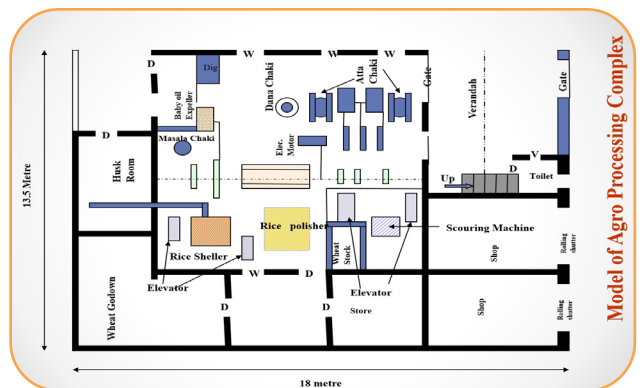 W
W
W
Dig
D
Baby oil
Expeller
Dana Chaki
Atta
Chaki
Gate
Verandah
Gate
Model of Agro Processing Complex
Masala Chaki
D
Husk
Room
Elec.
Motor
V
D
Toilet
Up
13.5 Metre
Rice polisher
Scouring Machine
Rice Sheller
Wheat
Stock
Shop
Rolling
shutter
Elevator
W
D
Elevator
Wheat Godown
D
D
Store
Shop
Rolling
shutter
18 metre